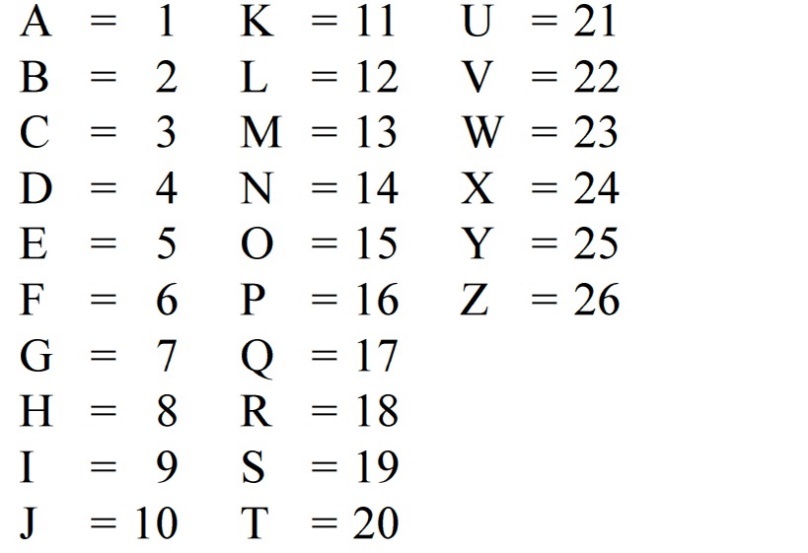 A = 1 K = 11 U = 21
B = 2 L = 12 V = 22
C = 3 M = 13 W = 23
D = 4 N = 14 X = 24
E = 5 O = 15 Y = 25
F = 6 P = 16 Z = 26
G = 7 Q = 17
H = 8 R = 18
I = 9 S = 19
J = 10 T = 20